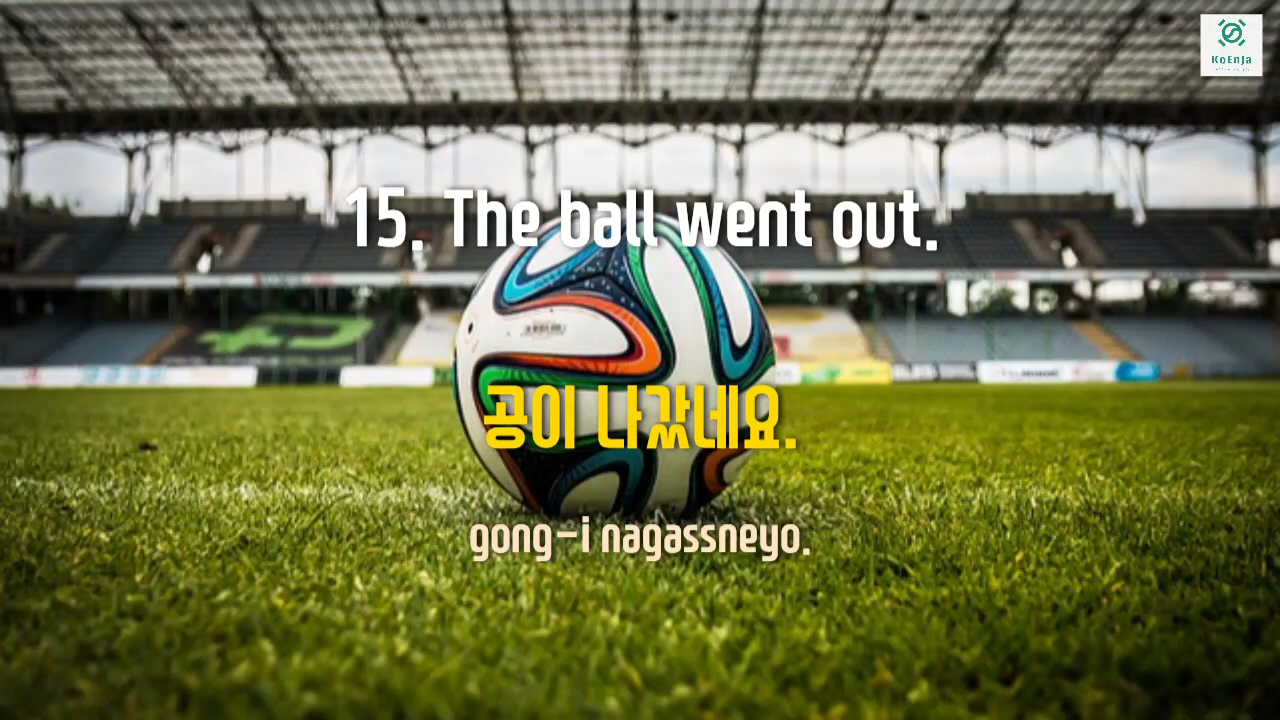 KoEnJa
15. The ball went out.
공이 나갔네요.
gong-i nagassneyo.